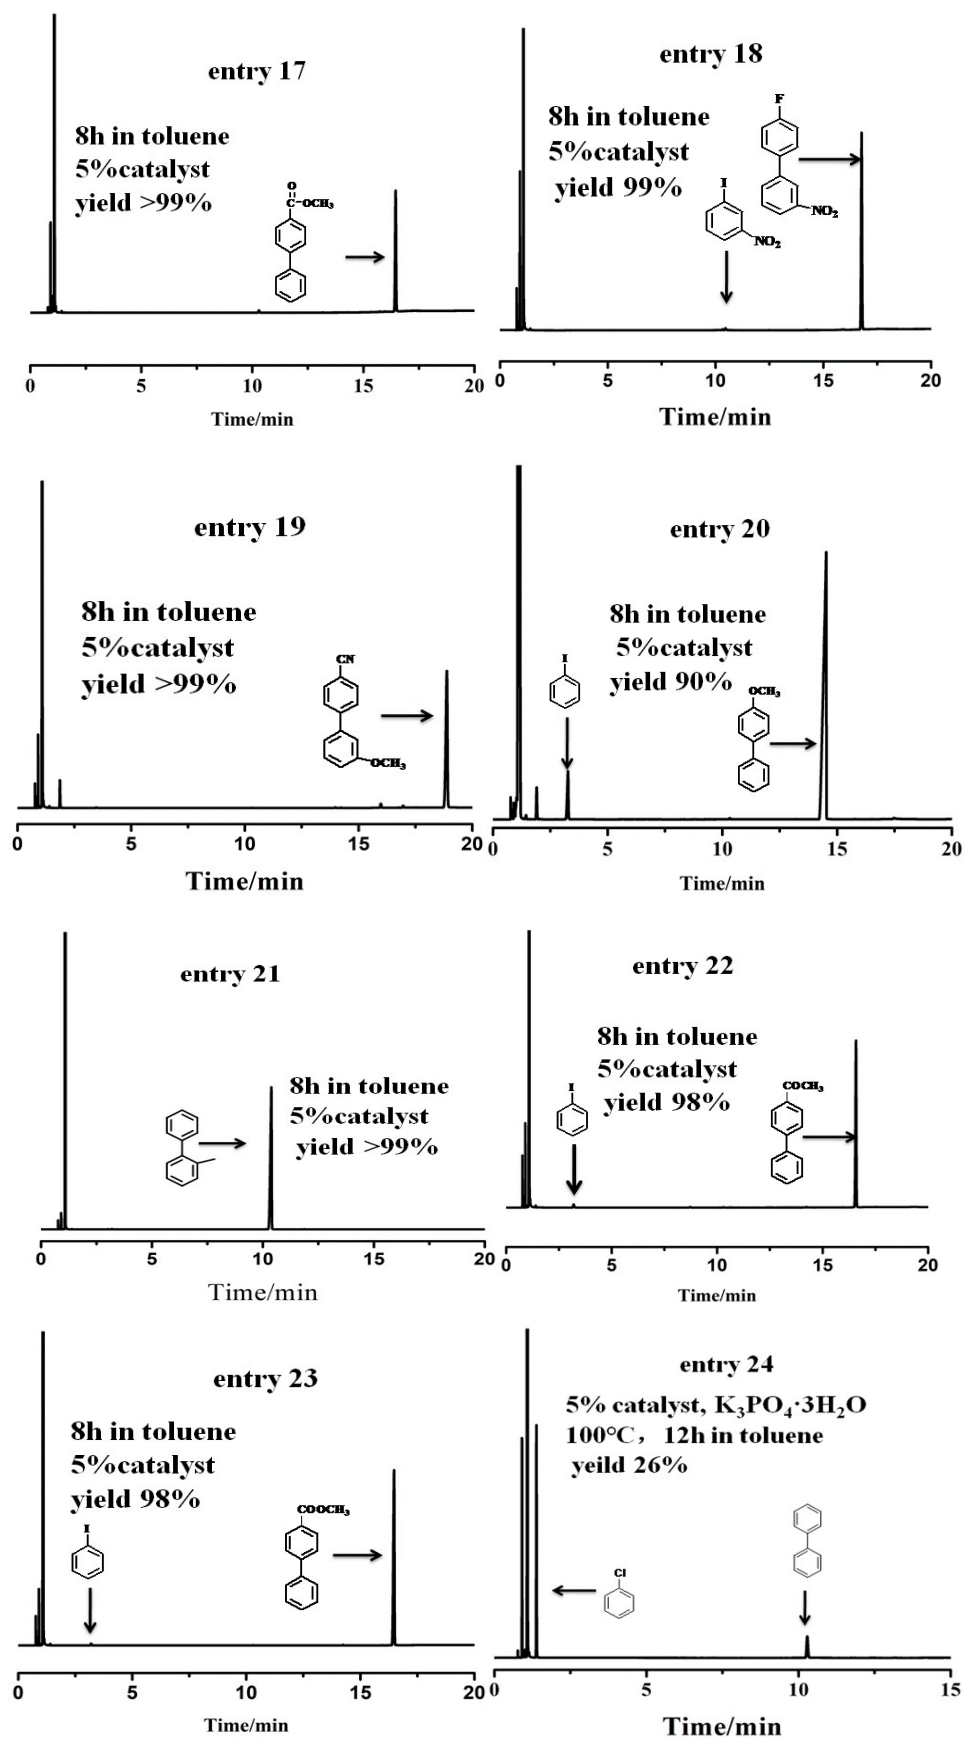 entry 17
8h in toluene
5%catalyst
yield >99%
O
C-OCH₃
0 5 10 15 20
Time/min
entry 18
8h in toluene
5%catalyst
yield 99%
F
I
NO₂
NO₂
0 5 10 15 20
Time/min
entry 19
8h in toluene
5%catalyst
yield >99%
CN
OCH₃
0 5 10 15 20
Time/min
entry 20
8h in toluene
5%catalyst
yield 90%
I
OCH₃
0 5 10 15 20
Time/min
entry 21
8h in toluene
5%catalyst
yield >99%
0 5 10 15 20
Time/min
entry 22
8h in toluene
5%catalyst
yield 98%
I
COCH₃
0 5 10 15 20
Time/min
entry 23
8h in toluene
5%catalyst
yield 98%
I
COOCH₃
0 5 10 15 20
Time/min
entry 24
5% catalyst, K₃PO₄·3H₂O
100°C， 12h in toluene
yeild 26%
Cl
0 5 10 15
Time/min